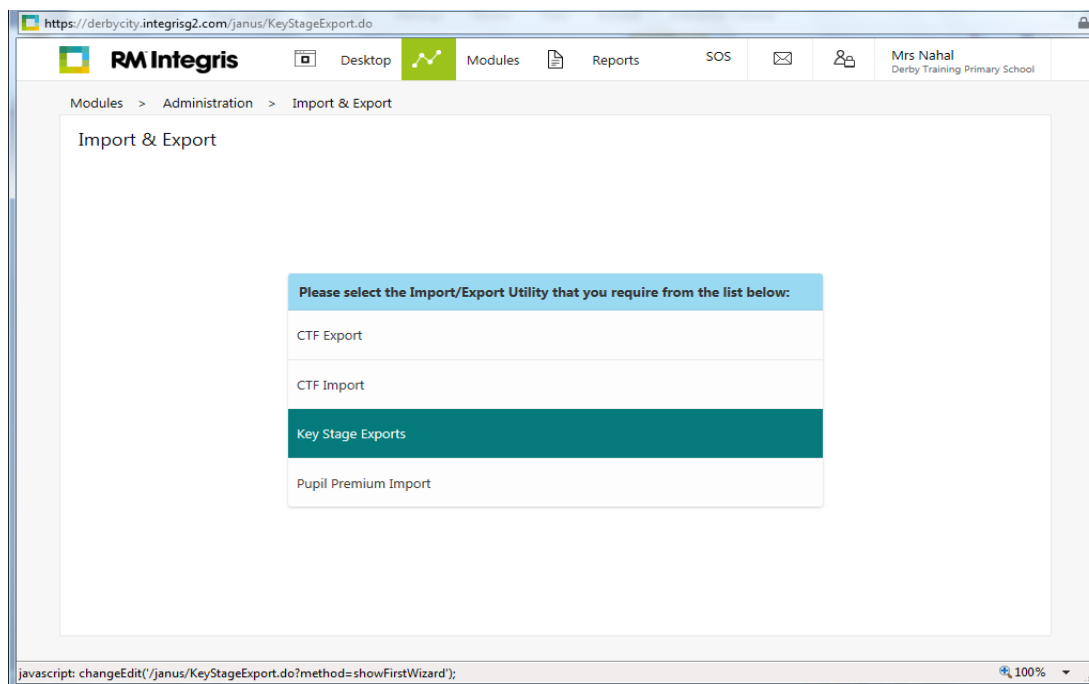 https://derbycity.integrisg2.com/janus/KeyStageExport.do
RM Integris Desktop Modules Reports SOS Mrs Nahal
Derby Training Primary School
Modules > Administration > Import & Export
Import & Export
Please select the Import/Export Utility that you require from the list below:
CTF Export
CTF Import
Key Stage Exports
Pupil Premium Import
javascript: changeEdit('/janus/KeyStageExport.do?method=showFirstWizard'); 100%